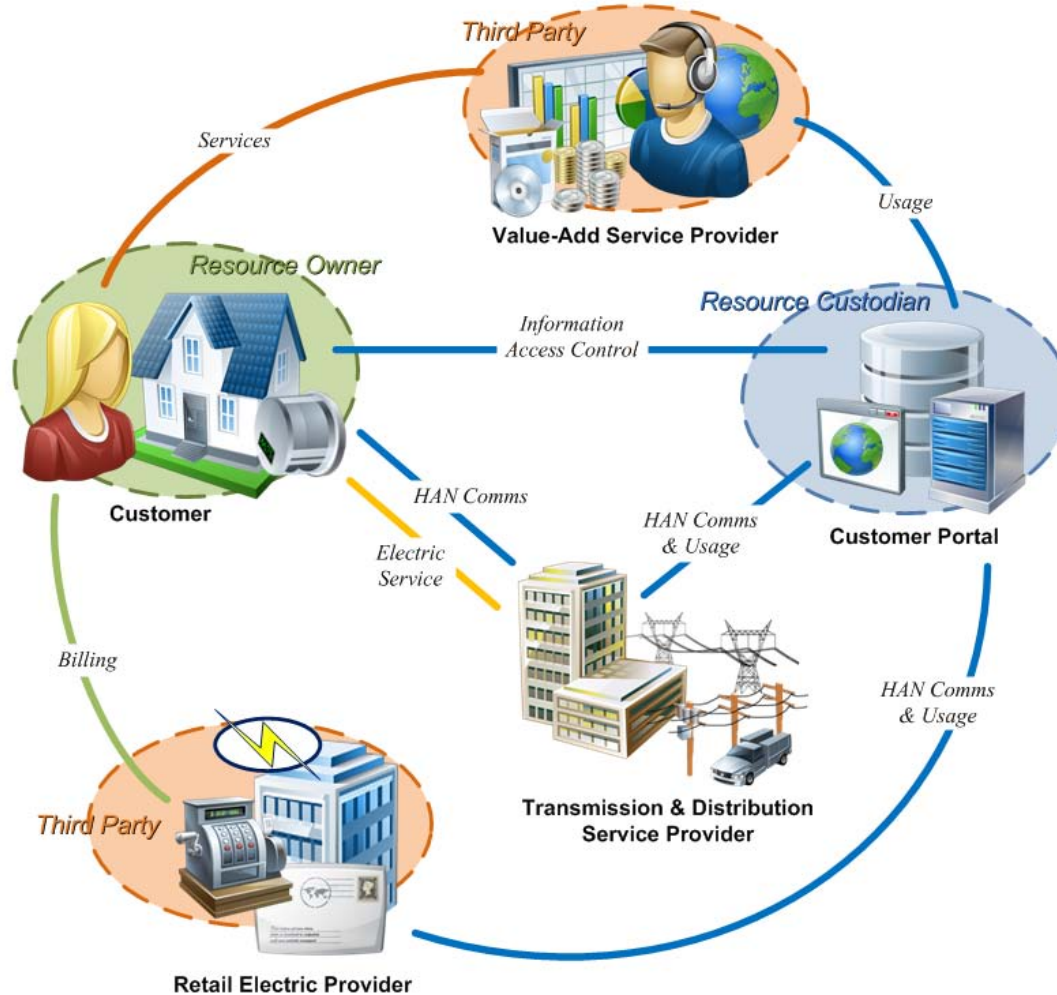 Third Party
Services
Usage
Value-Add Service Provider
Resource Owner
Resource Custodian
Information
Access Control
HAN Comms
Customer
HAN Comms
& Usage
Customer Portal
Electric
Service
Billing
HAN Comms
& Usage
Transmission & Distribution
Service Provider
Third Party
Retail Electric Provider